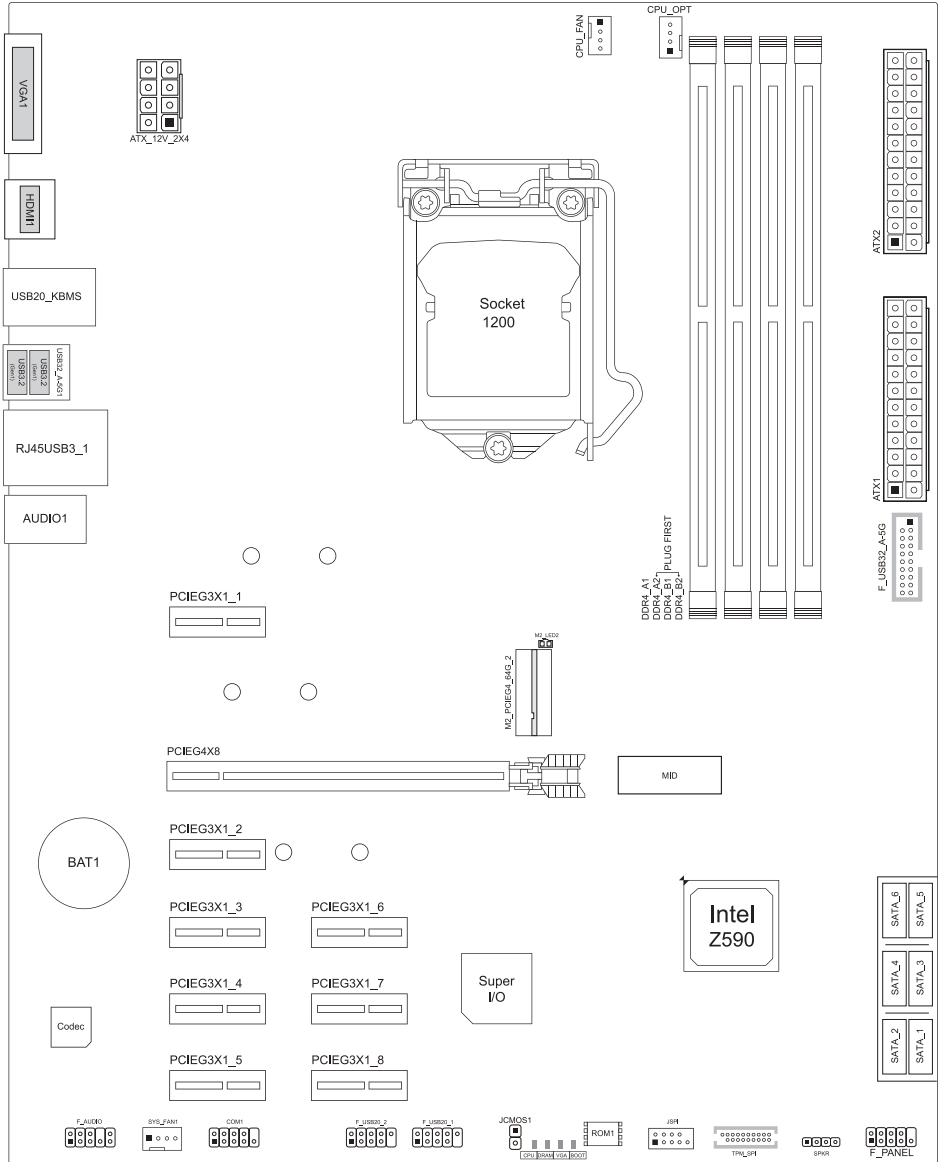 CPU_FAN
CPU_OPT
VGA1
ATX_12V_2X4
HDMI1
ATX2
USB20_KBMS
Socket
1200
USB32_A-5G1
USB3.2
(Gen1)
USB3.2
(Gen1)
RJ45USB3_1
ATX1
AUDIO1
F_USB32_A-5G
PLUG FIRST
DDR4_A1
DDR4_A2
DDR4_B1
DDR4_B2
PCIEG3X1_1
M2_LED2
M2_PCIEG4_64G_2
PCIEG4X8
MID
PCIEG3X1_2
BAT1
PCIEG3X1_3
PCIEG3X1_6
Intel
Z590
SATA_6
SATA_5
SATA_4
SATA_3
SATA_2
SATA_1
PCIEG3X1_4
PCIEG3X1_7
Super
I/O
Codec
PCIEG3X1_5
PCIEG3X1_8
F_AUDIO
SYS_FAN1
COM1
F_USB20_2
F_USB20_1
JCMOS1
CPU DRAM VGA BOOT
ROM1
JSPI
TPM_SPI
SPKR
F_PANEL